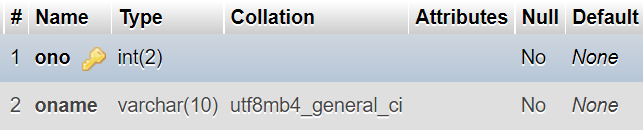 # Name Type Collation Attributes Null Default
1 ono int(2) No None
2 oname varchar(10) utf8mb4_general_ci No None